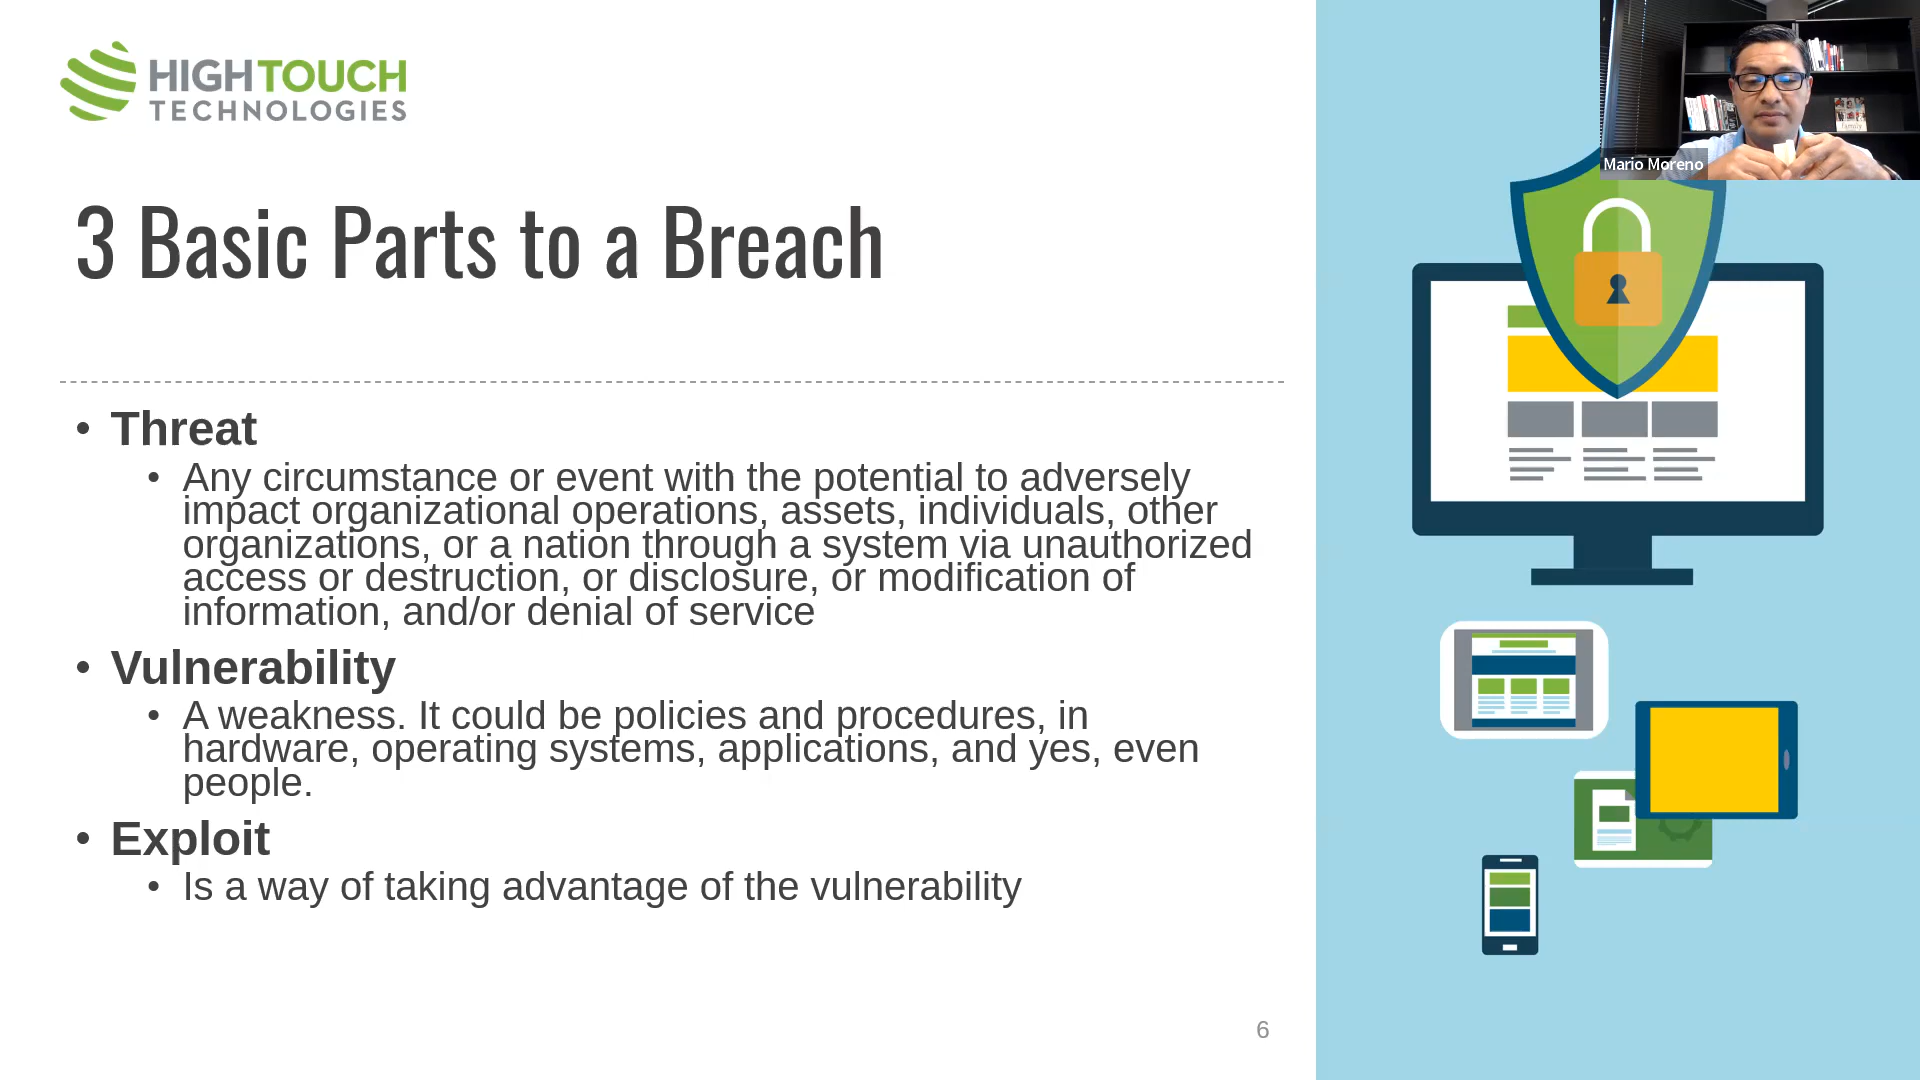 HIGHTOUCH
TECHNOLOGIES
Mario Moreno
3 Basic Parts to a Breach
• Threat
• Any circumstance or event with the potential to adversely
impact organizational operations, assets, individuals, other
organizations, or a nation through a system via unauthorized
access or destruction, or disclosure, or modification of
information, and/or denial of service
• Vulnerability
• A weakness. It could be policies and procedures, in
hardware, operating systems, applications, and yes, even
people.
• Exploit
• Is a way of taking advantage of the vulnerability
6